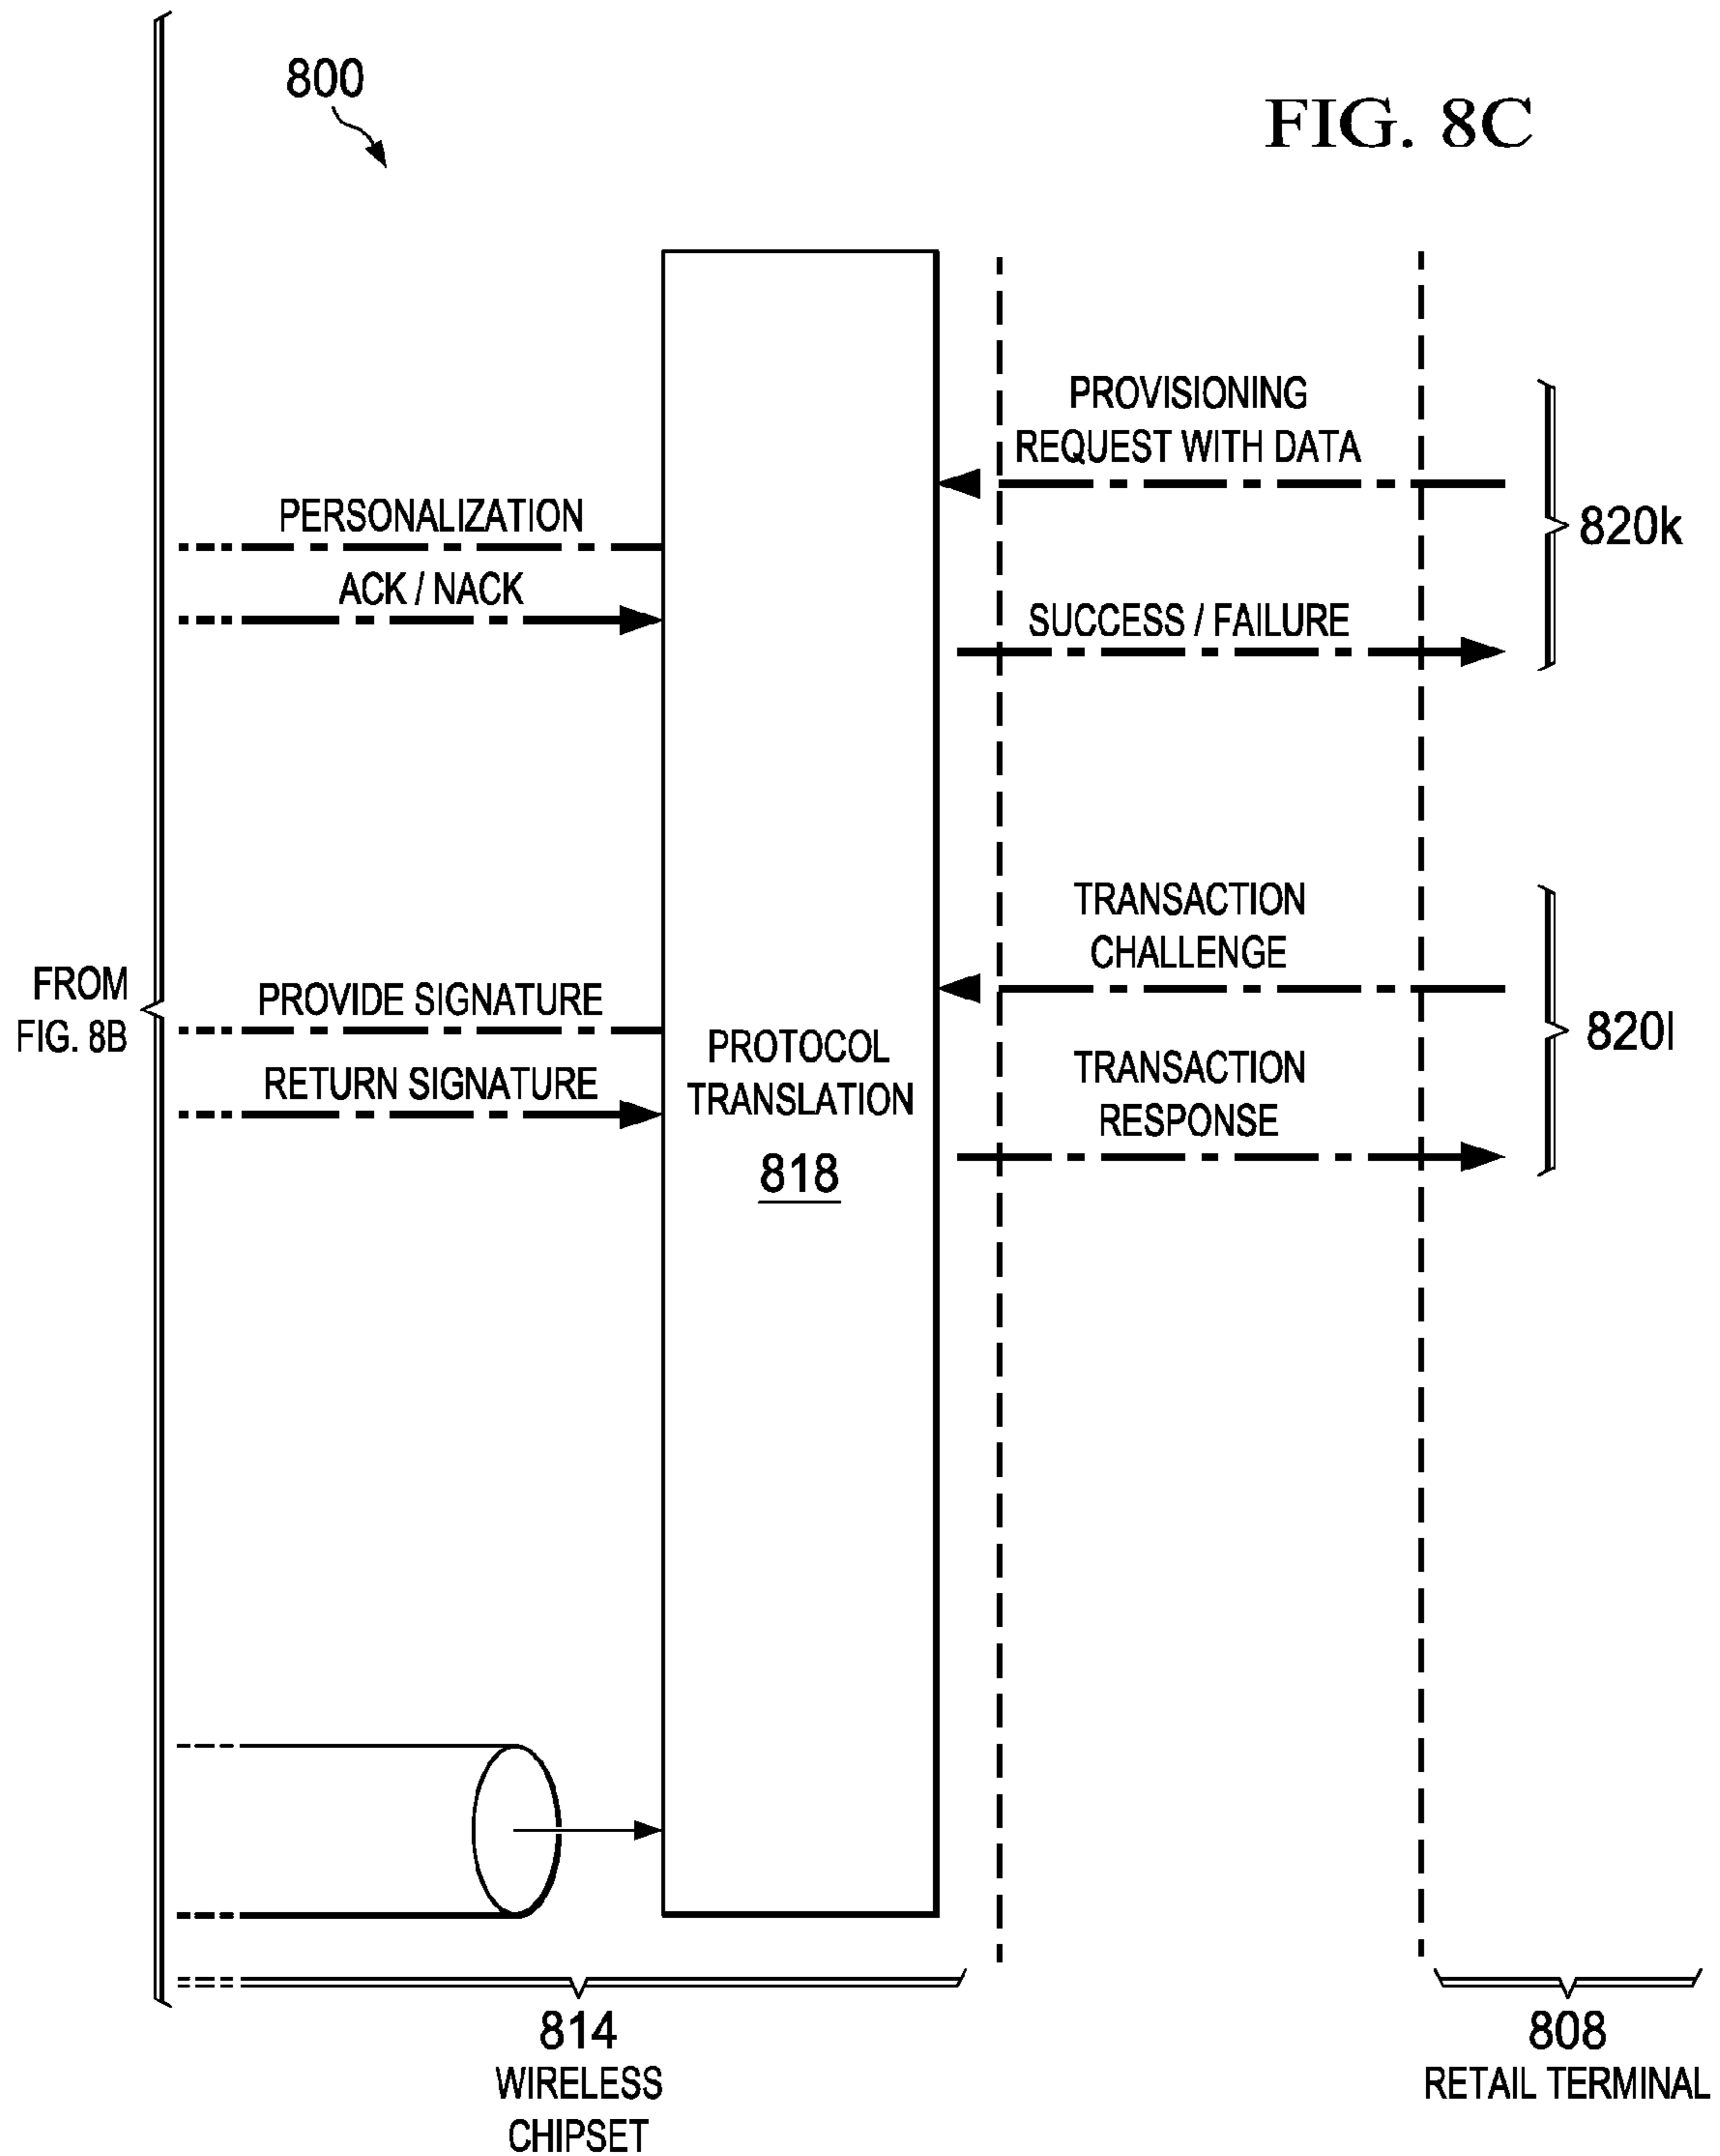 800
FIG. 8C
PROVISIONING
REQUEST WITH DATA
PERSONALIZATION
820k
ACK / NACK
SUCCESS / FAILURE
TRANSACTION
CHALLENGE
FROM
FIG. 8B
PROVIDE SIGNATURE
820l
PROTOCOL
TRANSLATION
818
RETURN SIGNATURE
TRANSACTION
RESPONSE
814
WIRELESS
CHIPSET
808
RETAIL TERMINAL